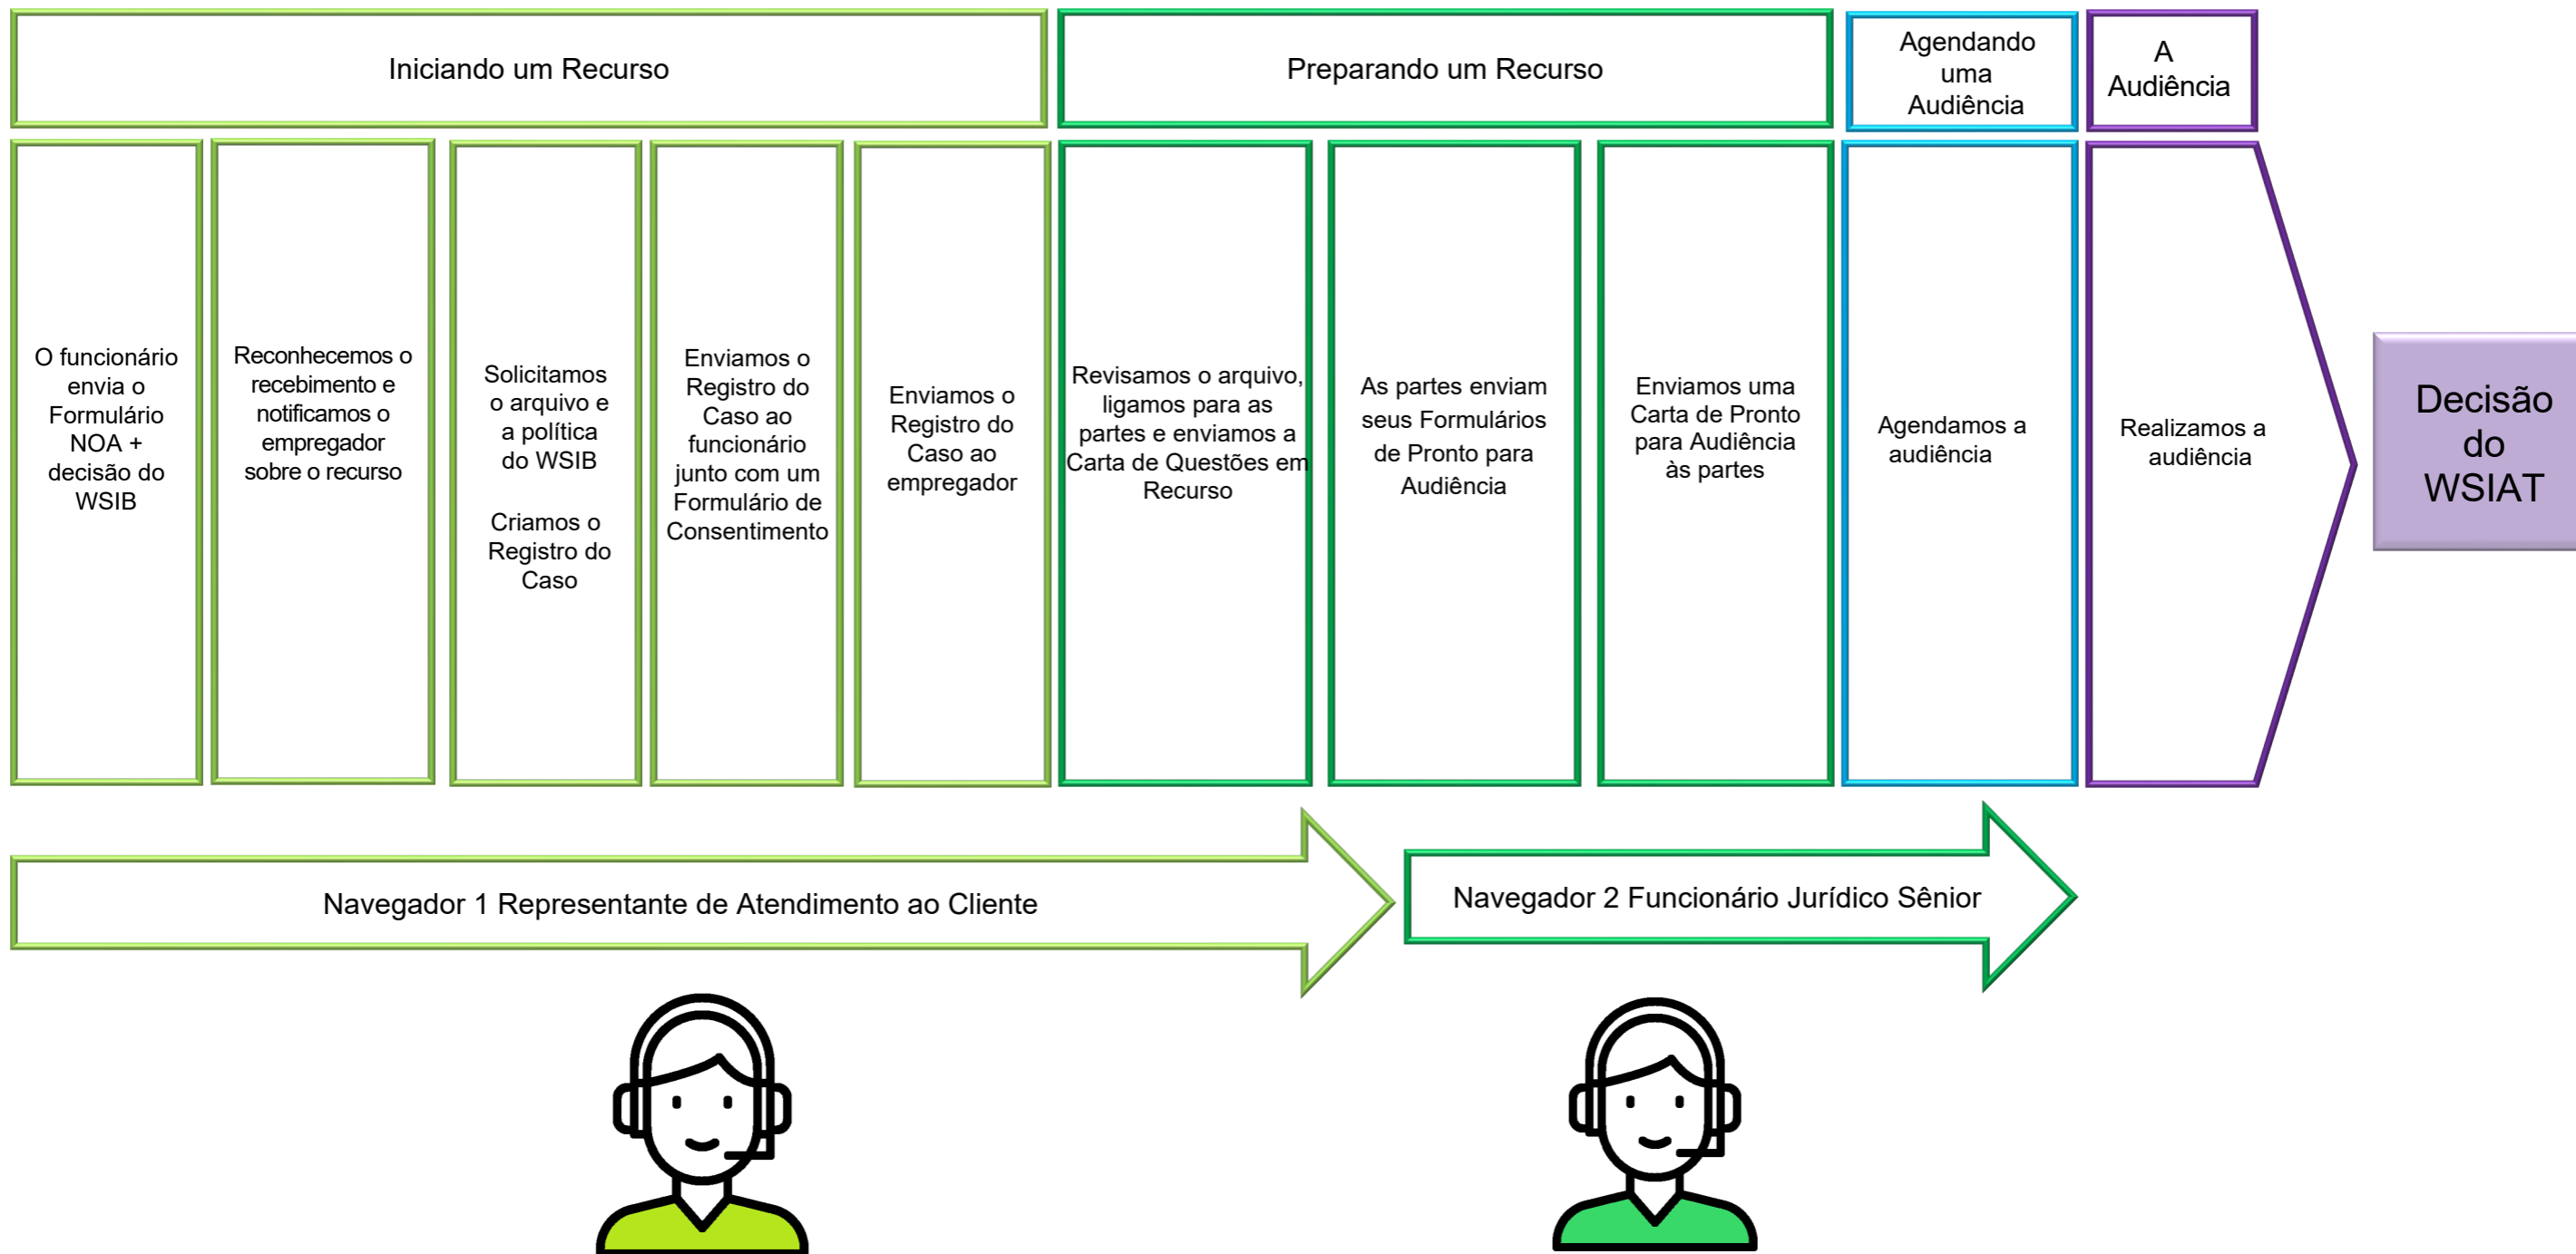 Iniciando um Recurso
Preparando um Recurso
Agendando
uma
Audiência
A
Audiência
O funcionário
envia o
Formulário
NOA +
decisão do
WSIB
Reconhecemos o
recebimento e
notificamos o
empregador
sobre o recurso
Solicitamos
o arquivo e
a política
do WSIB
Criamos o
Registro do
Caso
Enviamos o
Registro do
Caso ao
funcionário
junto com um
Formulário de
Consentimento
Enviamos o
Registro do
Caso ao
empregador
Revisamos o arquivo,
ligamos para as
partes e enviamos a
Carta de Questões em
Recurso
As partes enviam
seus Formulários
de Pronto para
Audiência
Enviamos uma
Carta de Pronto
para Audiência
às partes
Agendamos a
audiência
Realizamos a
audiência
Decisão
do
WSIAT
Navegador 1 Representante de Atendimento ao Cliente
Navegador 2 Funcionário Jurídico Sênior